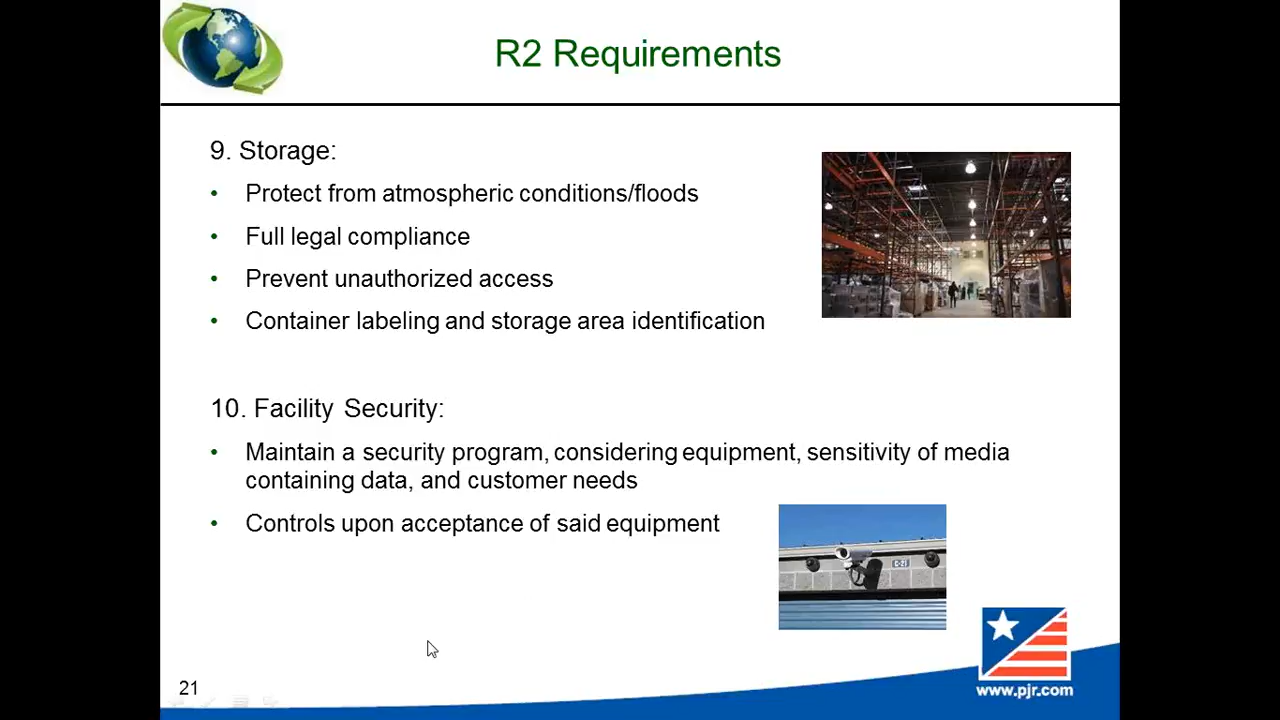 R2 Requirements
9. Storage:
• Protect from atmospheric conditions/floods
• Full legal compliance
• Prevent unauthorized access
• Container labeling and storage area identification
10. Facility Security:
• Maintain a security program, considering equipment, sensitivity of media
containing data, and customer needs
• Controls upon acceptance of said equipment
C-21
www.pjr.com
21